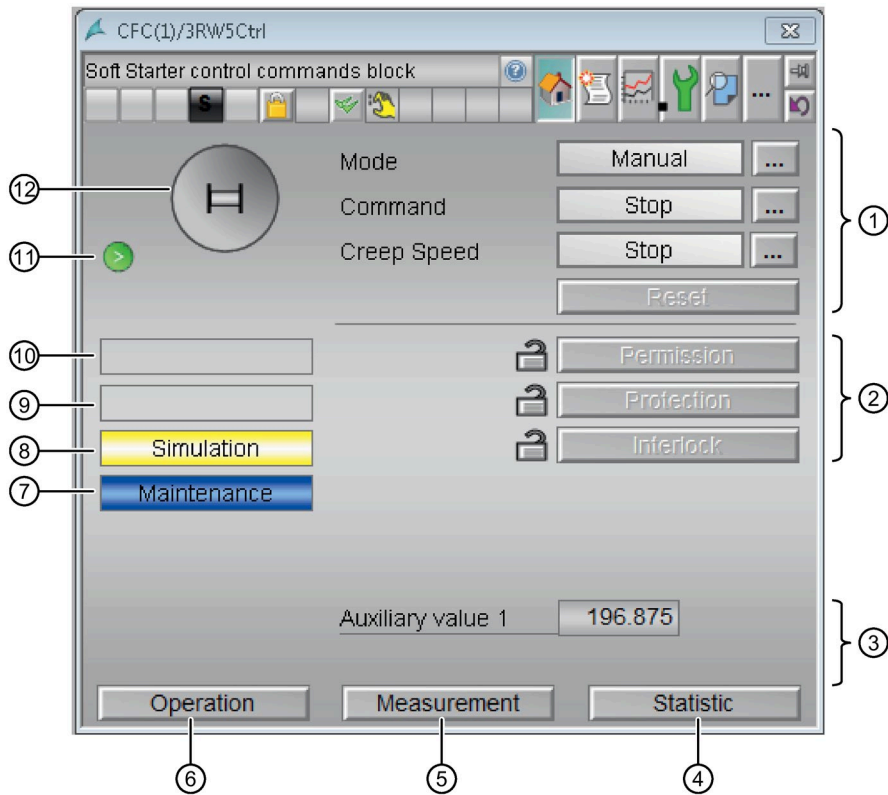 CFC(1)/3RW5Ctrl
Soft Starter control commands block
?
...
S
Mode Manual ...
Command Stop ...
Creep Speed Stop ...
Reset
Permission
Protection
Interlock
Simulation
Maintenance
Auxiliary value 1 196.875
Operation Measurement Statistic
12
11
10
9
8
7
1
2
3
6 5 4